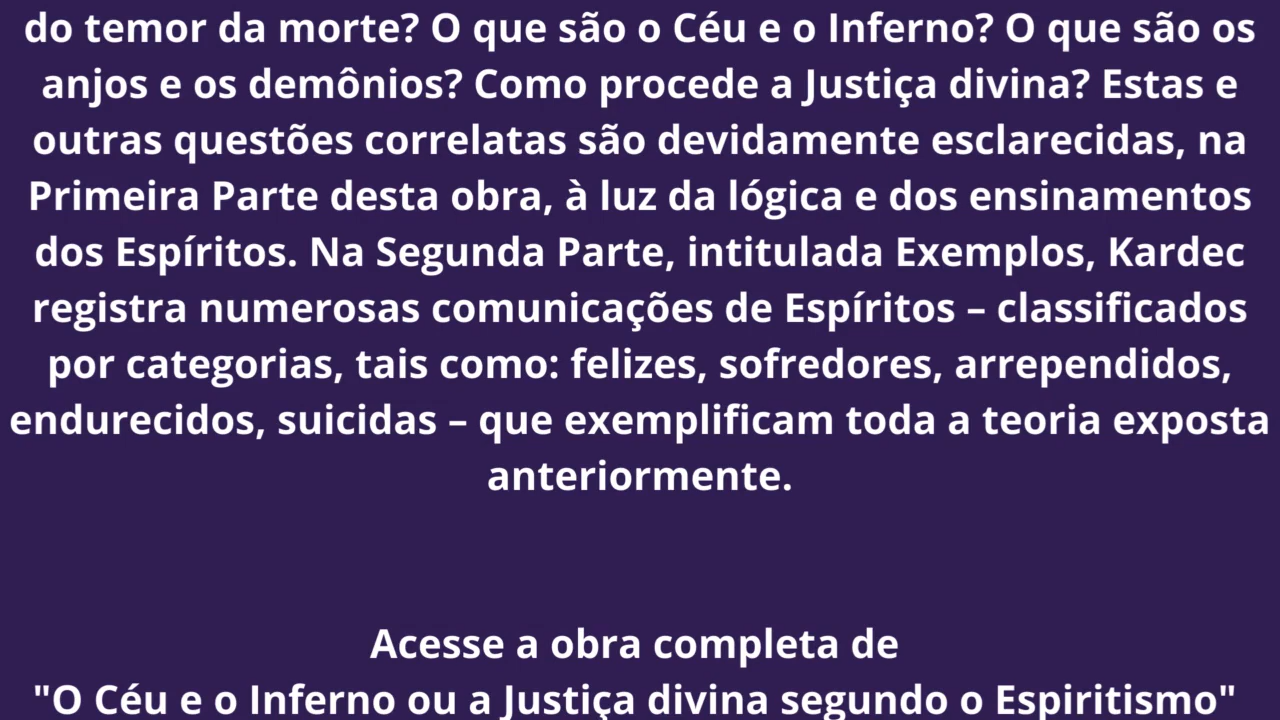 do temor da morte? O que são o Céu e o Inferno? O que são os
anjos e os demônios? Como procede a Justiça divina? Estas e
outras questões correlatas são devidamente esclarecidas, na
Primeira Parte desta obra, à luz da lógica e dos ensinamentos
dos Espíritos. Na Segunda Parte, intitulada Exemplos, Kardec
registra numerosas comunicações de Espíritos – classificados
por categorias, tais como: felizes, sofredores, arrependidos,
endurecidos, suicidas – que exemplificam toda a teoria exposta
anteriormente.
Acesse a obra completa de
"O Céu e o Inferno ou a Justiça divina segundo o Espiritismo"